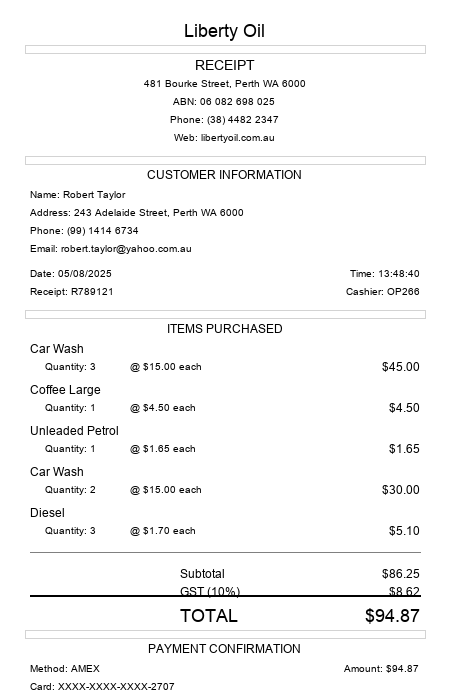 Liberty Oil
RECEIPT
481 Bourke Street, Perth WA 6000
ABN: 06 082 698 025
Phone: (38) 4482 2347
Web: libertyoil.com.au
CUSTOMER INFORMATION
Name: Robert Taylor
Address: 243 Adelaide Street, Perth WA 6000
Phone: (99) 1414 6734
Email: robert.taylor@yahoo.com.au
Date: 05/08/2025 Time: 13:48:40
Receipt: R789121 Cashier: OP266
ITEMS PURCHASED
Car Wash
Quantity: 3 @ $15.00 each $45.00
Coffee Large
Quantity: 1 @ $4.50 each $4.50
Unleaded Petrol
Quantity: 1 @ $1.65 each $1.65
Car Wash
Quantity: 2 @ $15.00 each $30.00
Diesel
Quantity: 3 @ $1.70 each $5.10
Subtotal $86.25
GST (10%) $8.62
TOTAL $94.87
PAYMENT CONFIRMATION
Method: AMEX Amount: $94.87
Card: XXXX-XXXX-XXXX-2707